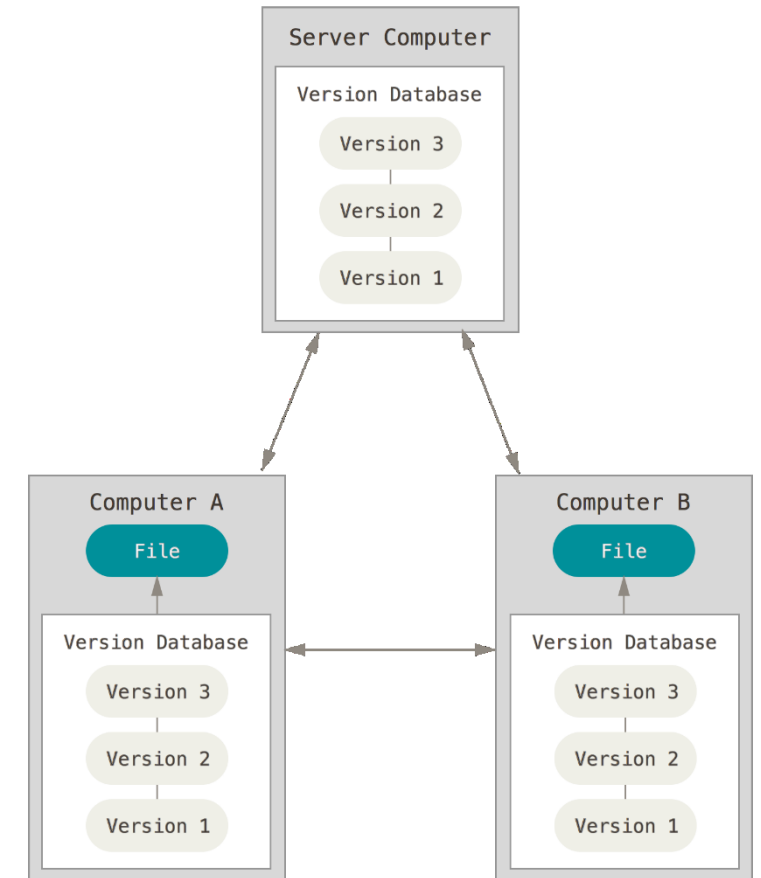 Server Computer
Version Database
Version 3
Version 2
Version 1
Computer A
File
Version Database
Version 3
Version 2
Version 1
Computer B
File
Version Database
Version 3
Version 2
Version 1